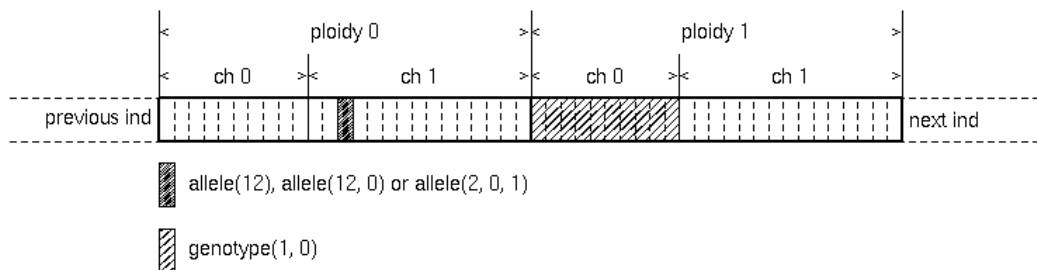 ploidy 0 ploidy 1
ch 0 ch 1 ch 0 ch 1
previous ind next ind
allele(12), allele(12, 0) or allele(2, 0, 1)
genotype(1, 0)